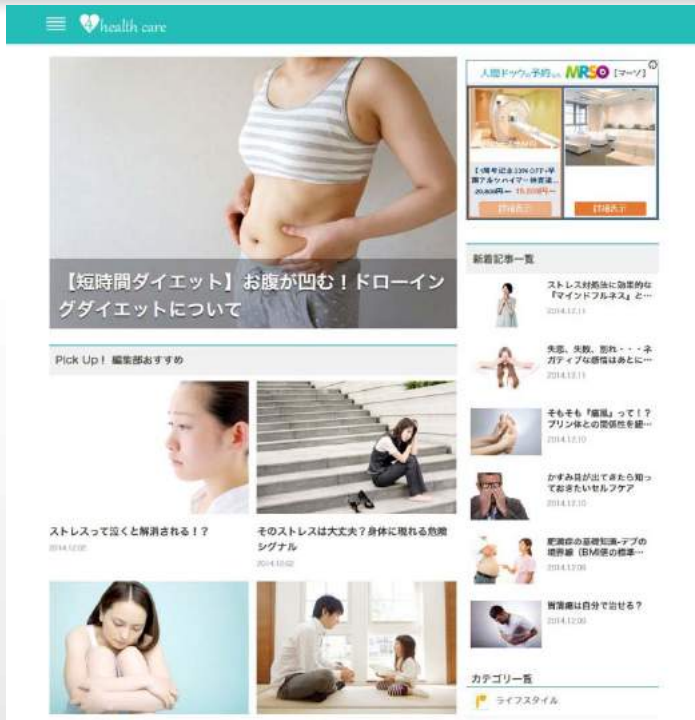 4 health care
【短時間ダイエット】お腹が凹む！ドローイン
グダイエットについて
Pick Up！ 編集部おすすめ
ストレスって泣くと解消される！？
2014.12.02
そのストレスは大丈夫？身体に現れる危険
シグナル
2014.12.02
人間ドックの予約なら MRSO [マーソ]
詳細表示
詳細表示
新着記事一覧
ストレス対処法に効果的な
『マインドフルネス』と…
2014.12.11
失恋、失敗、別れ・・・ネ
ガティブな感情はあとに…
2014.12.11
そもそも『痛風』って！？
プリン体との関係性を紐…
2014.12.10
かすみ目が出てきたら知っ
ておきたいセルフケア
2014.12.10
肥満症の基礎知識-デブの
境界線（BMI値の標準…
2014.12.09
胃潰瘍は自分で治せる？
2014.12.09
カテゴリ一覧
ライフスタイル